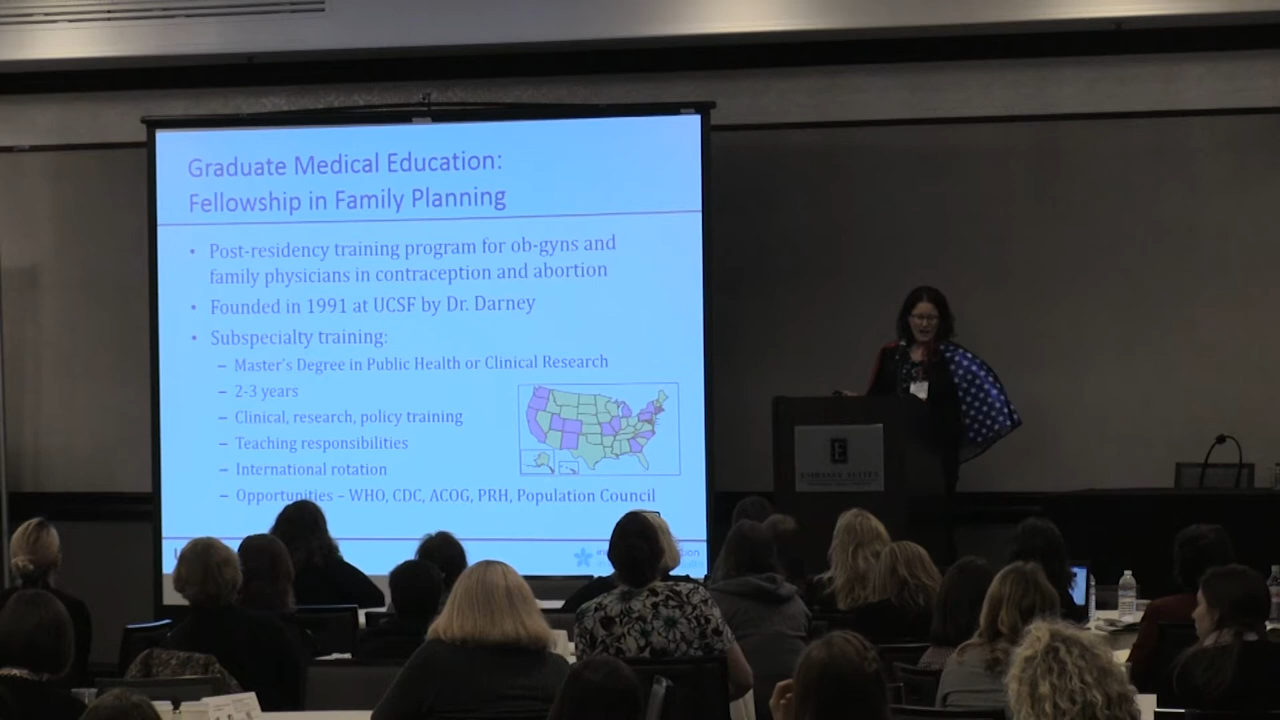 Graduate Medical Education:
Fellowship in Family Planning
• Post-residency training program for ob-gyns and
family physicians in contraception and abortion
• Founded in 1991 at UCSF by Dr. Darney
• Subspecialty training:
– Master's Degree in Public Health or Clinical Research
– 2-3 years
– Clinical, research, policy training
– Teaching responsibilities
– International rotation
– Opportunities – WHO, CDC, ACOG, PRH, Population Council
E
EMBASSY SUITES